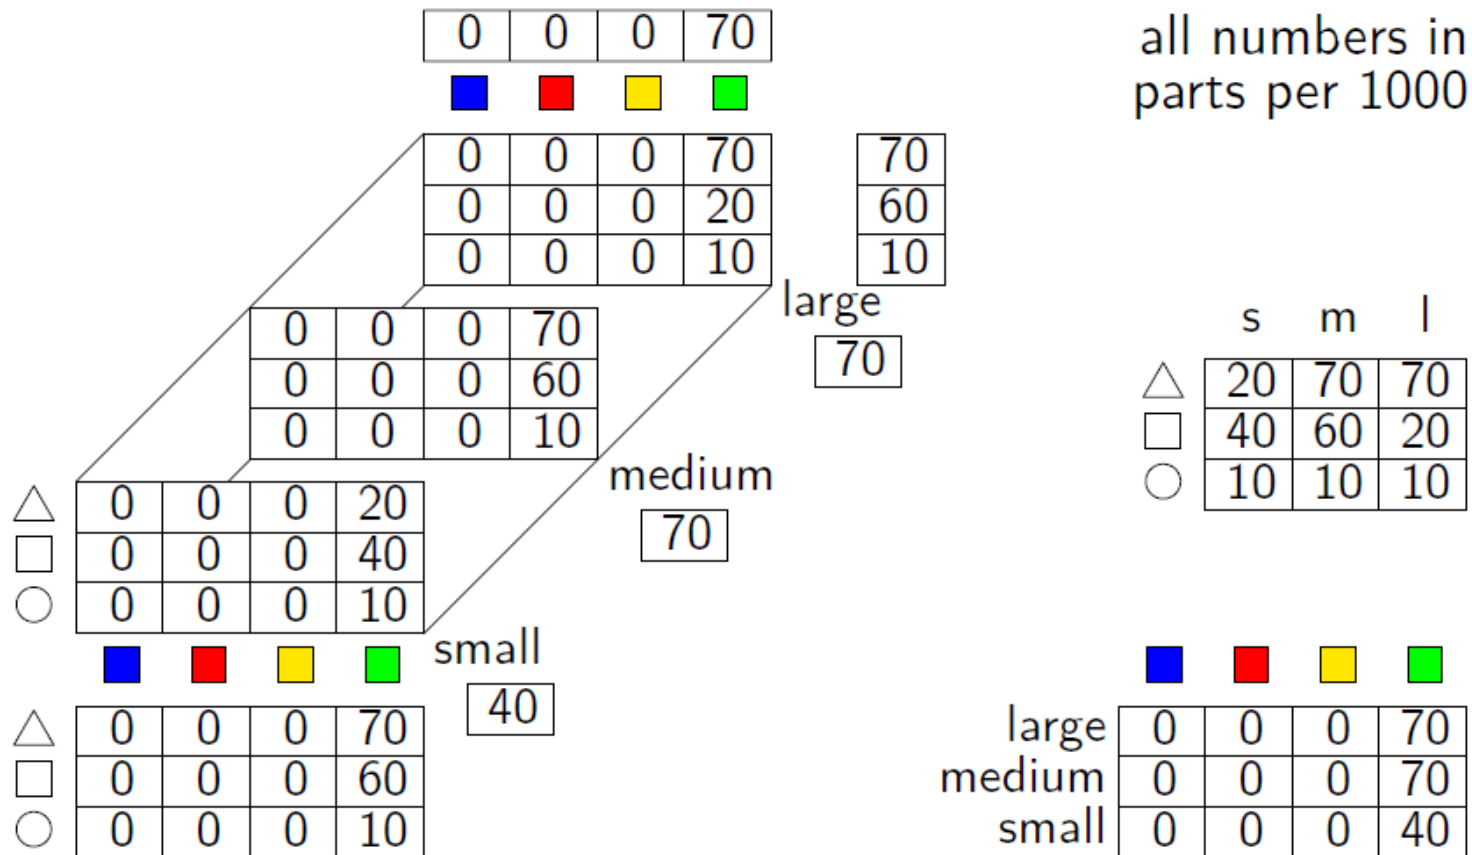 0 0 0 70
all numbers in
parts per 1000
0 0 0 70
0 0 0 20
0 0 0 10
70
60
10
large
70
0 0 0 70
0 0 0 60
0 0 0 10
medium
70
s m l
20 70 70
40 60 20
10 10 10
0 0 0 20
0 0 0 40
0 0 0 10
small
40
0 0 0 70
0 0 0 60
0 0 0 10
large 0 0 0 70
medium 0 0 0 70
small 0 0 0 40